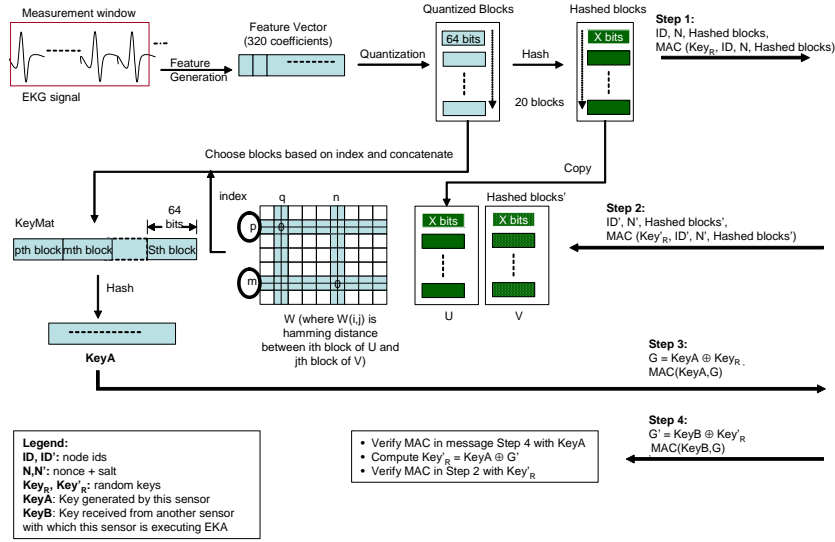 Measurement window
EKG signal
Feature
Generation
Feature Vector
(320 coefficients)
Quantization
Quantized Blocks
64 bits
Hash
20 blocks
Hashed blocks
X bits
Step 1:
ID, N, Hashed blocks,
MAC (KeyR, ID, N, Hashed blocks)
Choose blocks based on index and concatenate
Copy
KeyMat
64
bits
pth block
mth block
Sth block
Hash
KeyA
index
q
n
p
0
m
0
W (where W(i,j) is
hamming distance
between ith block of U and
jth block of V)
Hashed blocks'
X bits
X bits
U
V
Step 2:
ID', N', Hashed blocks',
MAC (Key'R, ID', N', Hashed blocks')
Step 3:
G = KeyA ⊕ KeyR ,
MAC(KeyA,G)
Step 4:
G' = KeyB ⊕ Key'R
MAC(KeyB,G)
Legend:
ID, ID': node ids
N,N': nonce + salt
KeyR, Key'R: random keys
KeyA: Key generated by this sensor
KeyB: Key received from another sensor
with which this sensor is executing EKA
• Verify MAC in message Step 4 with KeyA
• Compute Key'R = KeyA ⊕ G'
• Verify MAC in Step 2 with Key'R